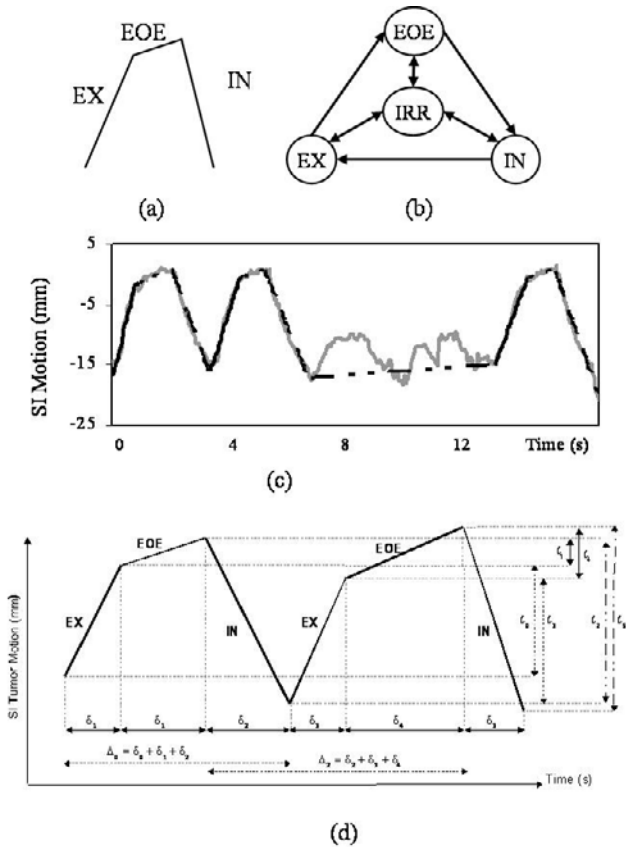 EOE
EX
IN
(a)
EOE
IRR
EX
IN
(b)
SI Motion (mm)
5
-5
-15
-25
0 4 8 12 Time (s)
(c)
SI Tumor Motion (mm)
EX
EOE
IN
EX
EOE
IN
δ₁ δ₁ δ₂ δ₃ δ₄ δ₃
Δ₀ = δ₀ + δ₁ + δ₂
Δ₂ = δ₂ + δ₃ + δ₄
Time (s)
(d)